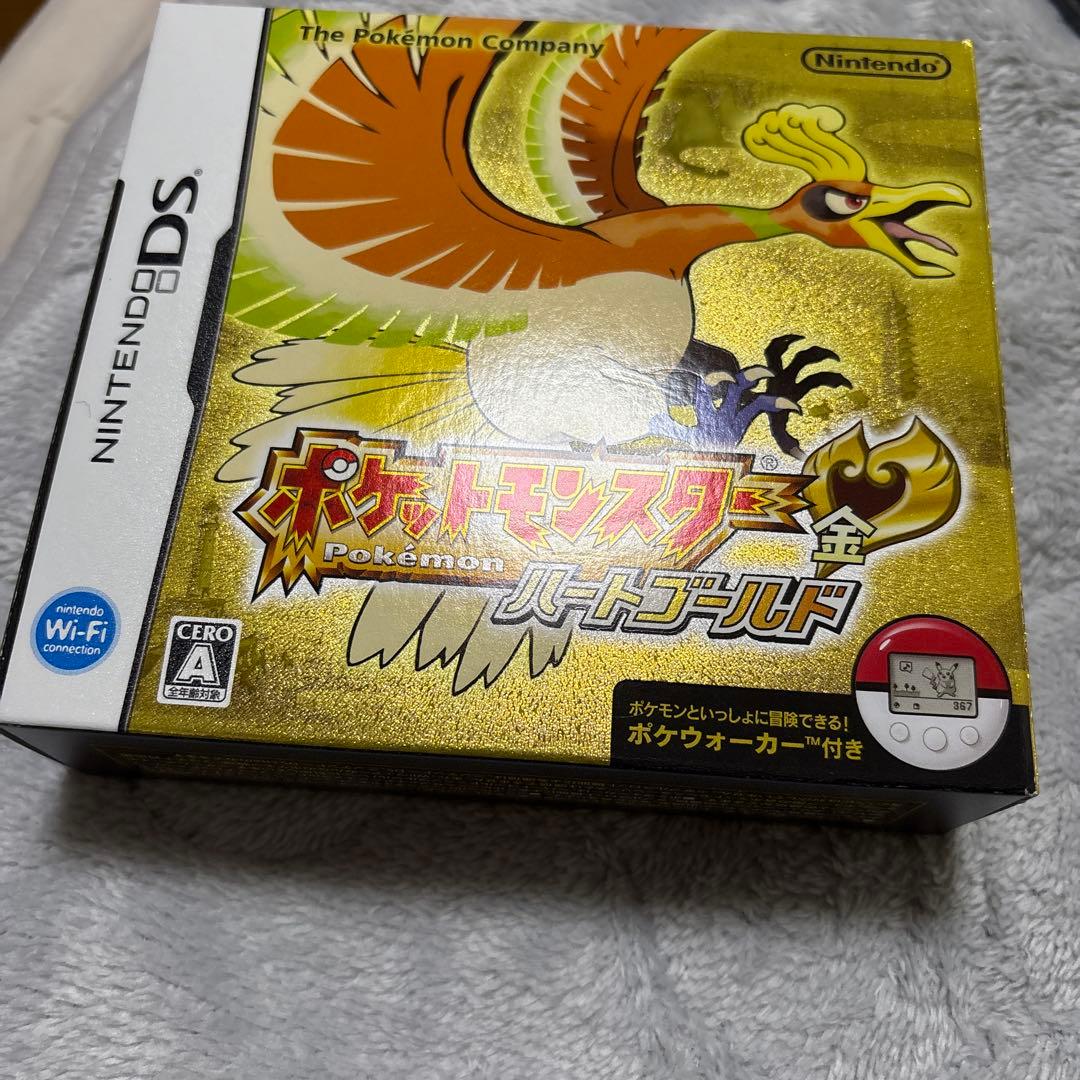 The Pokémon Company
Nintendo
NINTENDO DS
ポケットモンスター
Pokémon
金
ハートゴールド
nintendo
Wi-Fi
connection
CERO
A
全年齢対象
367
ポケモンといっしょに冒険できる!
ポケウォーカー™付き